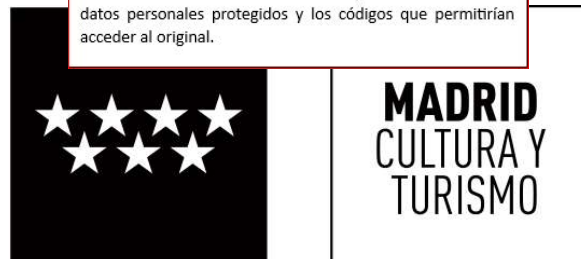 datos personales protegidos y los códigos que permitirían
acceder al original.
MADRID
CULTURA Y
TURISMO